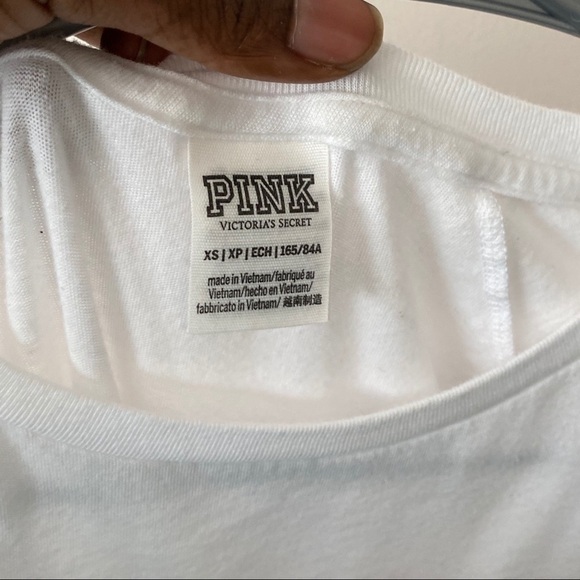 PINK
VICTORIA'S SECRET
XS | XP | ECH | 165/84A
made in Vietnam/fabriqué au
Vietnam/hecho en Vietnam/
fabbricato in Vietnam/ 越南制造